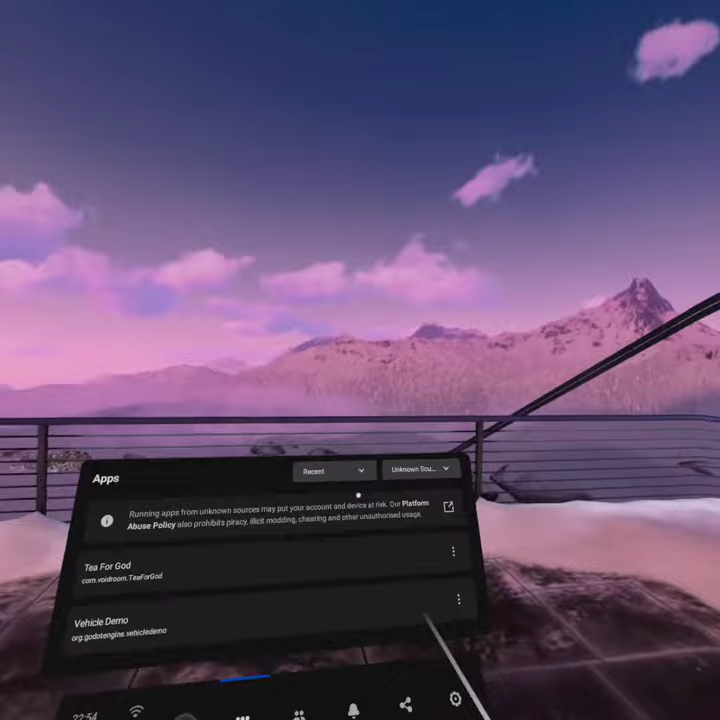 Apps
Recent
Unknown Sou...
Running apps from unknown sources may put your account and device at risk. Our Platform
Abuse Policy also prohibits piracy, illicit modding, cheating and other unauthorised usage.
Tea For God
com.voidroom.TeaForGod
Vehicle Demo
org.godotengine.vehicledemo
22:54